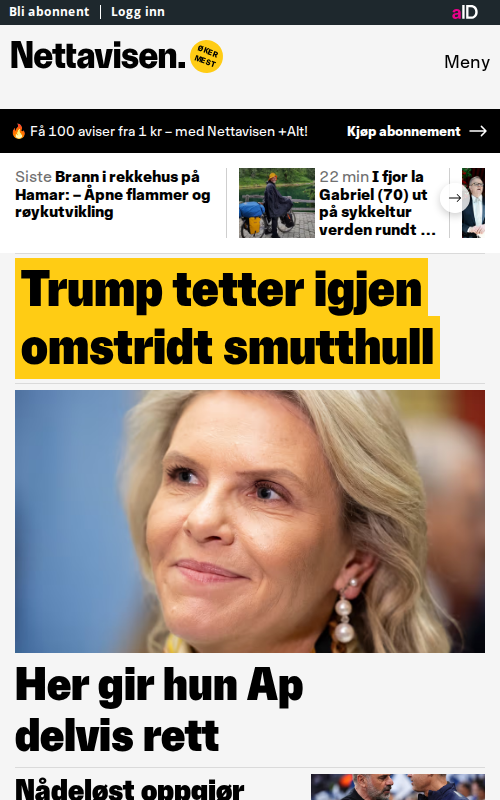 Bli abonnent | Logg inn
aID
Nettavisen.
ØKER
MEST
Meny
🔥 Få 100 aviser fra 1 kr – med Nettavisen +Alt!
Kjøp abonnement →
Siste Brann i rekkehus på
Hamar: – Åpne flammer og
røykutvikling
22 min I fjor la
Gabriel (70) ut
på sykkeltur
verden rundt ...
Trump tetter igjen
omstridt smutthull
Her gir hun Ap
delvis rett
Nådeløst oppgjør